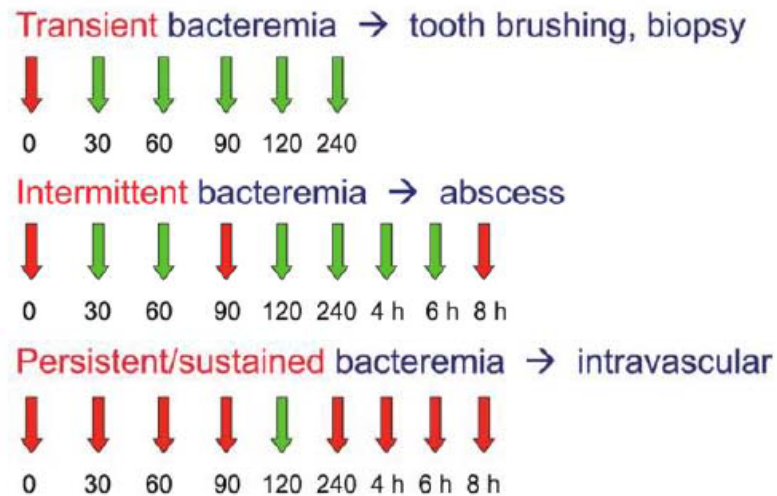 Transient bacteremia → tooth brushing, biopsy
0 30 60 90 120 240
Intermittent bacteremia → abscess
0 30 60 90 120 240 4 h 6 h 8 h
Persistent/sustained bacteremia → intravascular
0 30 60 90 120 240 4 h 6 h 8 h